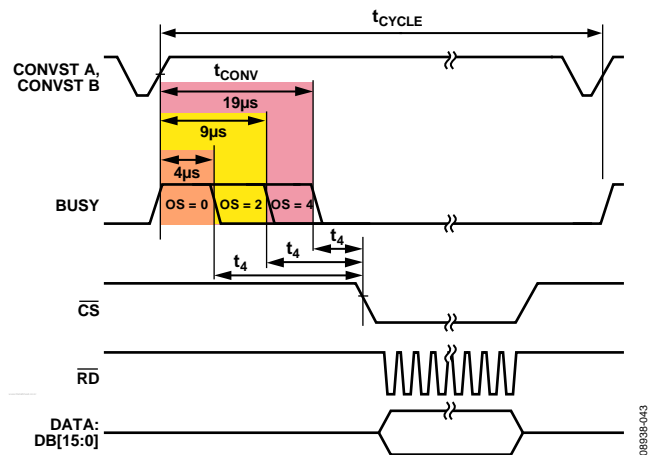 tCYCLE
CONVST A,
CONVST B
tCONV
19µs
9µs
4µs
BUSY
OS = 0
OS = 2
OS = 4
t4
t4
t4
CS
RD
DATA:
DB[15:0]
08938-043